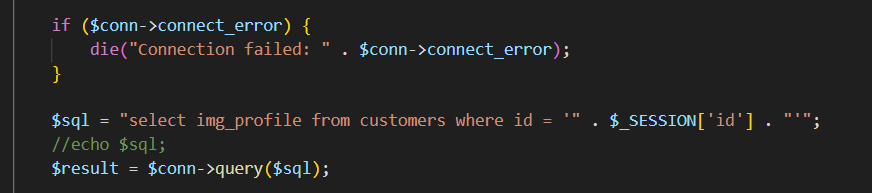 if ($conn->connect_error) {
    die("Connection failed: " . $conn->connect_error);
}
$sql = "select img_profile from customers where id = '" . $_SESSION['id'] . "'";
//echo $sql;
$result = $conn->query($sql);